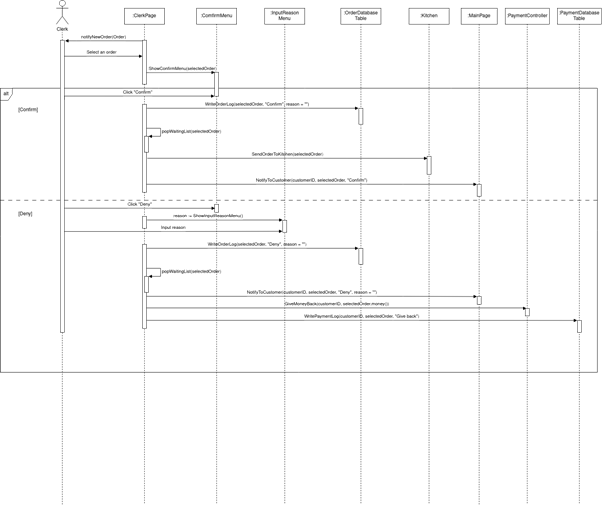 Clerk
:ClerkPage
:ComfirmMenu
:InputReason
Menu
:OrderDatabase
Table
:Kitchen
:MainPage
:PaymentController
:PaymentDatabase
Table
notifyNewOrder(Order)
Select an order
ShowConfirmMenu(selectedOrder)
alt
Click "Confirm"
[Confirm]
WriteOrderLog(selectedOrder, "Confirm", reason = "")
popWaitingList(selectedOrder)
SendOrderToKitchen(selectedOrder)
NotifyToCustomer(customerID, selectedOrder, "Confirm")
Click "Deny"
[Deny]
reason := ShowInputReasonMenu()
Input reason
WriteOrderLog(selectedOrder, "Deny", reason = "")
popWaitingList(selectedOrder)
NotifyToCustomer(customerID, selectedOrder, "Deny", reason = "")
GiveMoneyBack(customerID, selectedOrder.money())
WritePaymentLog(customerID, selectedOrder, "Give back")